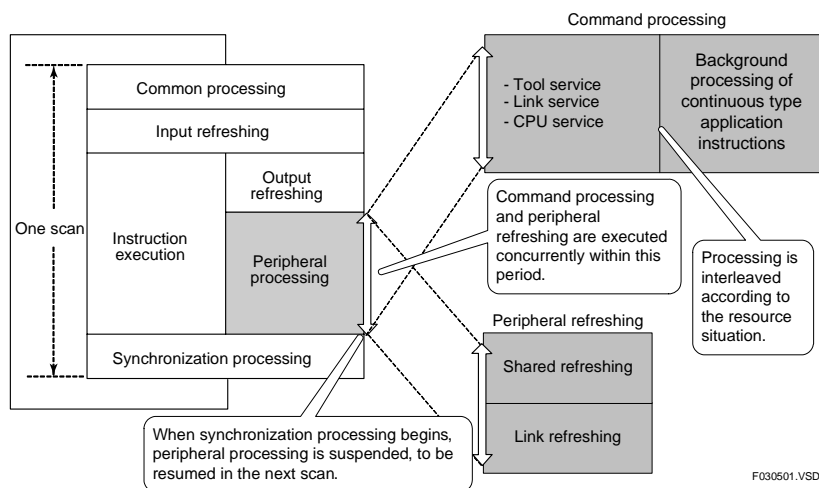 Command processing
Common processing
Input refreshing
Output
refreshing
One scan
Instruction
execution
Peripheral
processing
Synchronization processing
- Tool service
- Link service
- CPU service
Background
processing of
continuous type
application
instructions
Command processing
and peripheral
refreshing are executed
concurrently within this
period.
Processing is
interleaved
according to
the resource
situation.
Peripheral refreshing
Shared refreshing
Link refreshing
When synchronization processing begins,
peripheral processing is suspended, to be
resumed in the next scan.
F030501.VSD